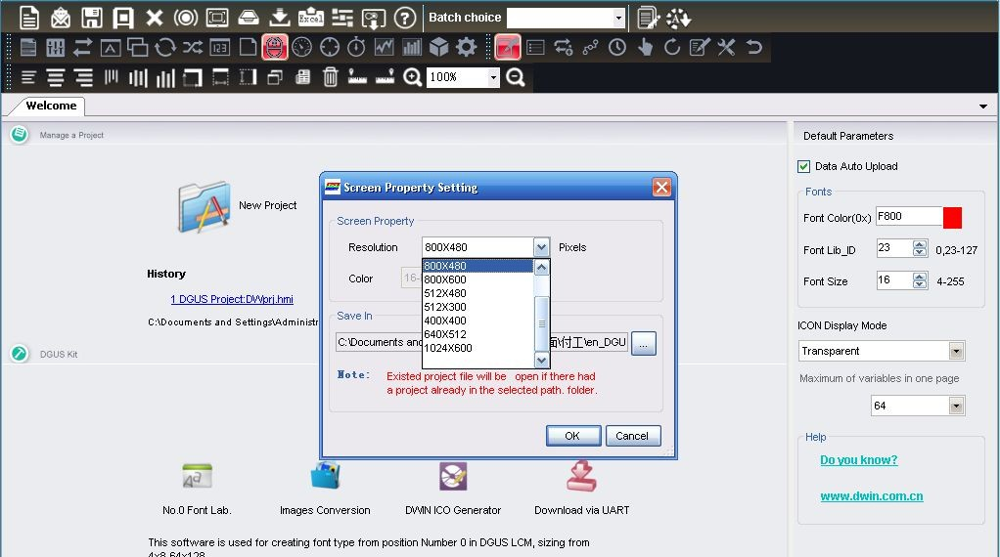 Excel
Batch choice
123
100%
Welcome
Manage a Project
New Project
History
1 DGUS Project:DWprj.hmi
C:\Documents and Settings\Administr
DGUS Kit
No.0 Font Lab.
Images Conversion
DWIN ICO Generator
Download via UART
This software is used for creating font type from position Number 0 in DGUS LCM, sizing from
4x8 64x128
Screen Property Setting
Screen Property
Resolution
800X480
Pixels
800X480
800X600
512X480
512X300
400X400
640X512
1024X600
Color
16-
Save In
C:\Documents and
面\付工\en_DGU
...
Note:
Existed project file will be open if there had
a project already in the selected path. folder.
OK
Cancel
Default Parameters
Data Auto Upload
Fonts
Font Color(0x) F800
Font Lib_ID 23 0,23-127
Font Size 16 4-255
ICON Display Mode
Transparent
Maximum of variables in one page
64
Help
Do you know?
www.dwin.com.cn